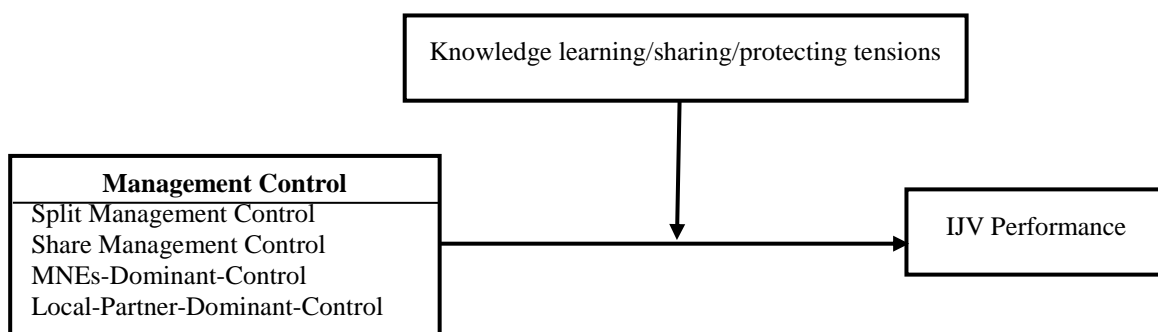 Knowledge learning/sharing/protecting tensions
Management Control
Split Management Control
Share Management Control
MNEs-Dominant-Control
Local-Partner-Dominant-Control
IJV Performance